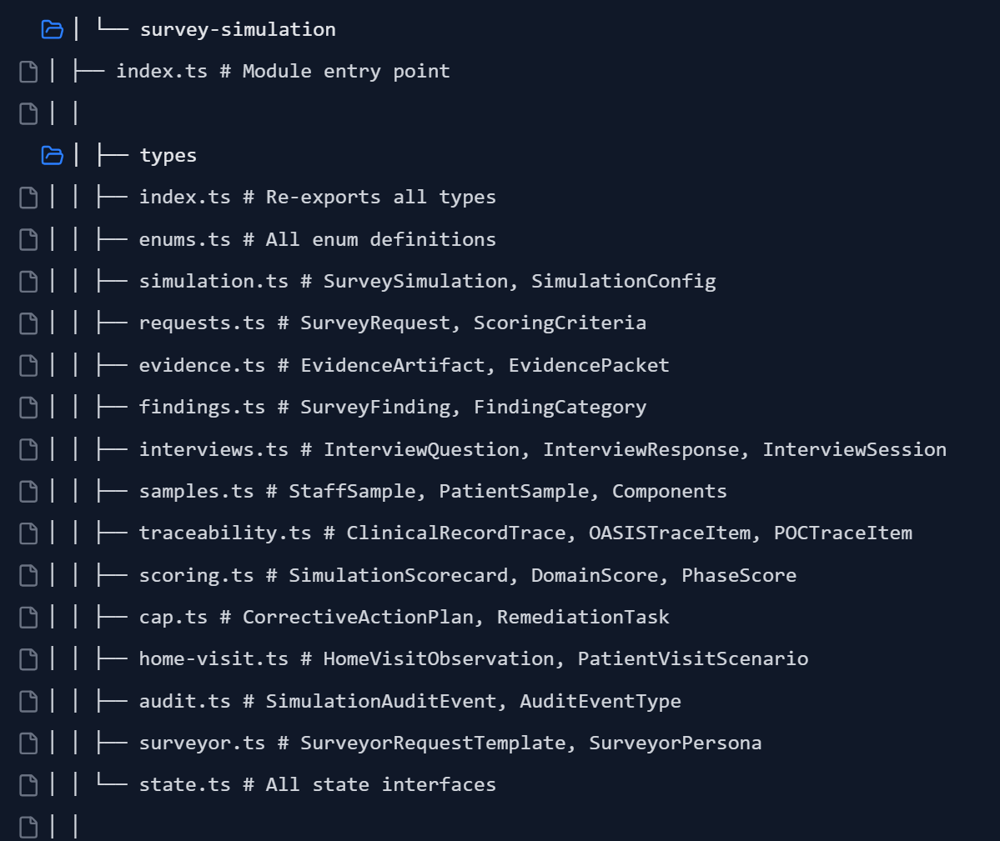 │ └── survey-simulation
│ ├── index.ts # Module entry point
│ │
│ ├── types
│ │ ├── index.ts # Re-exports all types
│ │ ├── enums.ts # All enum definitions
│ │ ├── simulation.ts # SurveySimulation, SimulationConfig
│ │ ├── requests.ts # SurveyRequest, ScoringCriteria
│ │ ├── evidence.ts # EvidenceArtifact, EvidencePacket
│ │ ├── findings.ts # SurveyFinding, FindingCategory
│ │ ├── interviews.ts # InterviewQuestion, InterviewResponse, InterviewSession
│ │ ├── samples.ts # StaffSample, PatientSample, Components
│ │ ├── traceability.ts # ClinicalRecordTrace, OASISTraceItem, POCTraceItem
│ │ ├── scoring.ts # SimulationScorecard, DomainScore, PhaseScore
│ │ ├── cap.ts # CorrectiveActionPlan, RemediationTask
│ │ ├── home-visit.ts # HomeVisitObservation, PatientVisitScenario
│ │ ├── audit.ts # SimulationAuditEvent, AuditEventType
│ │ ├── surveyor.ts # SurveyorRequestTemplate, SurveyorPersona
│ │ └── state.ts # All state interfaces
│ │